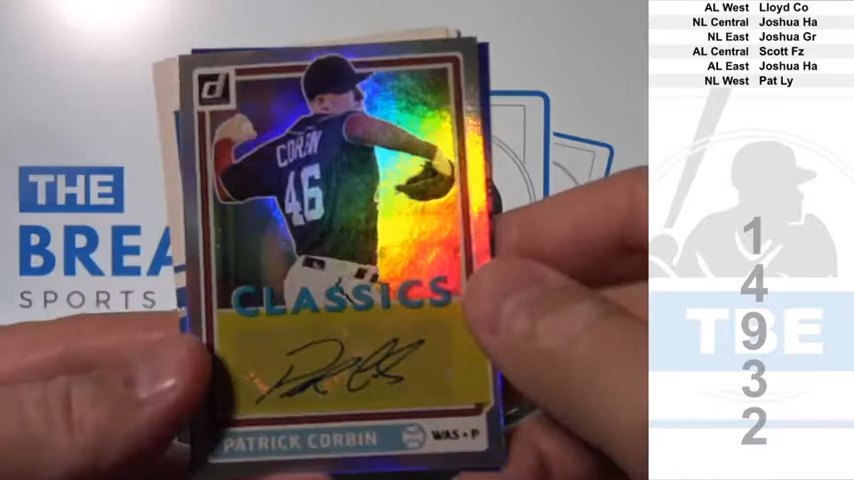 THE
BREA
SPORTS
d
CORBIN
46
CLASSICS
PATRICK CORBIN
WAS • P
AL West Lloyd Co
NL Central Joshua Ha
NL East Joshua Gr
AL Central Scott Fz
AL East Joshua Ha
NL West Pat Ly
TBE
1
4
9
3
2